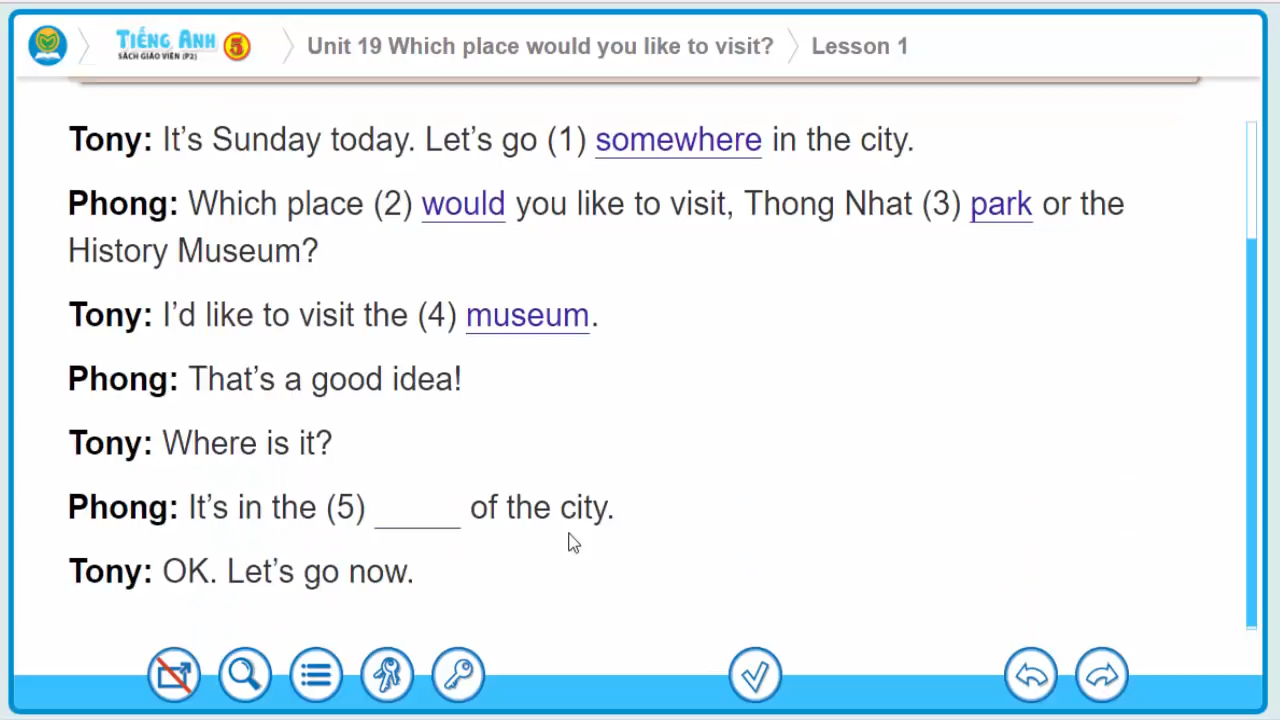 TIẾNG ANH 5
SÁCH GIÁO VIÊN (P2)
Unit 19 Which place would you like to visit?
Lesson 1
Tony: It’s Sunday today. Let’s go (1) somewhere in the city.
Phong: Which place (2) would you like to visit, Thong Nhat (3) park or the
History Museum?
Tony: I’d like to visit the (4) museum.
Phong: That’s a good idea!
Tony: Where is it?
Phong: It’s in the (5) _____ of the city.
Tony: OK. Let’s go now.